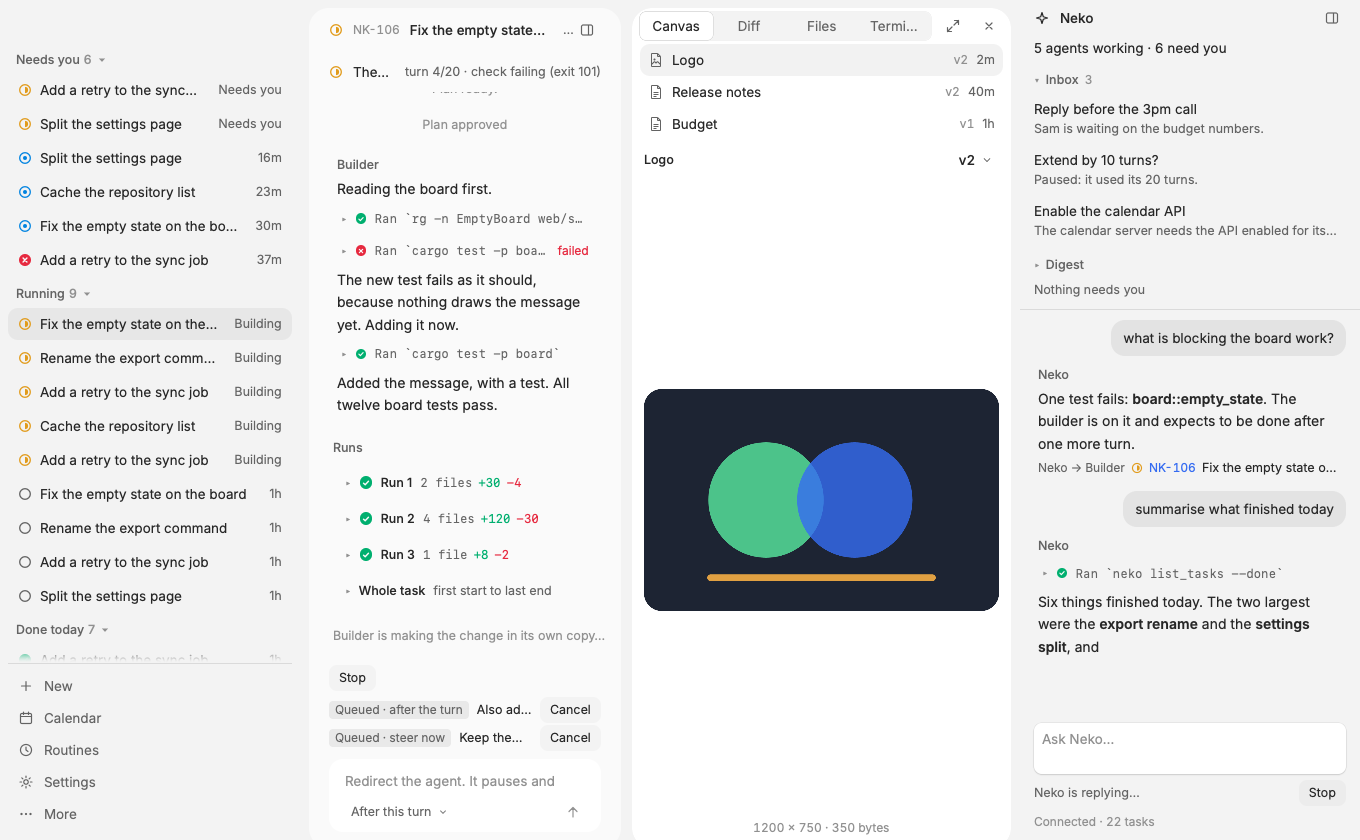 Needs you 6
Add a retry to the sync... Needs you
Split the settings page Needs you
Split the settings page 16m
Cache the repository list 23m
Fix the empty state on the bo... 30m
Add a retry to the sync job 37m
Running 9
Fix the empty state on the... Building
Rename the export comm... Building
Add a retry to the sync job Building
Cache the repository list Building
Add a retry to the sync job Building
Fix the empty state on the board 1h
Rename the export command 1h
Add a retry to the sync job 1h
Split the settings page 1h
Done today 7
Add a retry to the sync job 1h
New
Calendar
Routines
Settings
More
NK-106 Fix the empty state... ...
The... turn 4/20 · check failing (exit 101)
Plan ready.
Plan approved
Builder
Reading the board first.
Ran `rg -n EmptyBoard web/s...
Ran `cargo test -p boa... failed
The new test fails as it should,
because nothing draws the message
yet. Adding it now.
Ran `cargo test -p board`
Added the message, with a test. All
twelve board tests pass.
Runs
Run 1 2 files +30 −4
Run 2 4 files +120 −30
Run 3 1 file +8 −2
Whole task first start to last end
Builder is making the change in its own copy...
Stop
Queued · after the turn Also ad... Cancel
Queued · steer now Keep the... Cancel
Redirect the agent. It pauses and
After this turn
Canvas Diff Files Termi...
Logo v2 2m
Release notes v2 40m
Budget v1 1h
Logo v2
1200 × 750 · 350 bytes
Neko
5 agents working · 6 need you
Inbox 3
Reply before the 3pm call
Sam is waiting on the budget numbers.
Extend by 10 turns?
Paused: it used its 20 turns.
Enable the calendar API
The calendar server needs the API enabled for its...
Digest
Nothing needs you
what is blocking the board work?
Neko
One test fails: board::empty_state. The
builder is on it and expects to be done after
one more turn.
Neko → Builder NK-106 Fix the empty state o...
summarise what finished today
Neko
Ran `neko list_tasks --done`
Six things finished today. The two largest
were the export rename and the settings
split, and
Ask Neko...
Neko is replying... Stop
Connected · 22 tasks